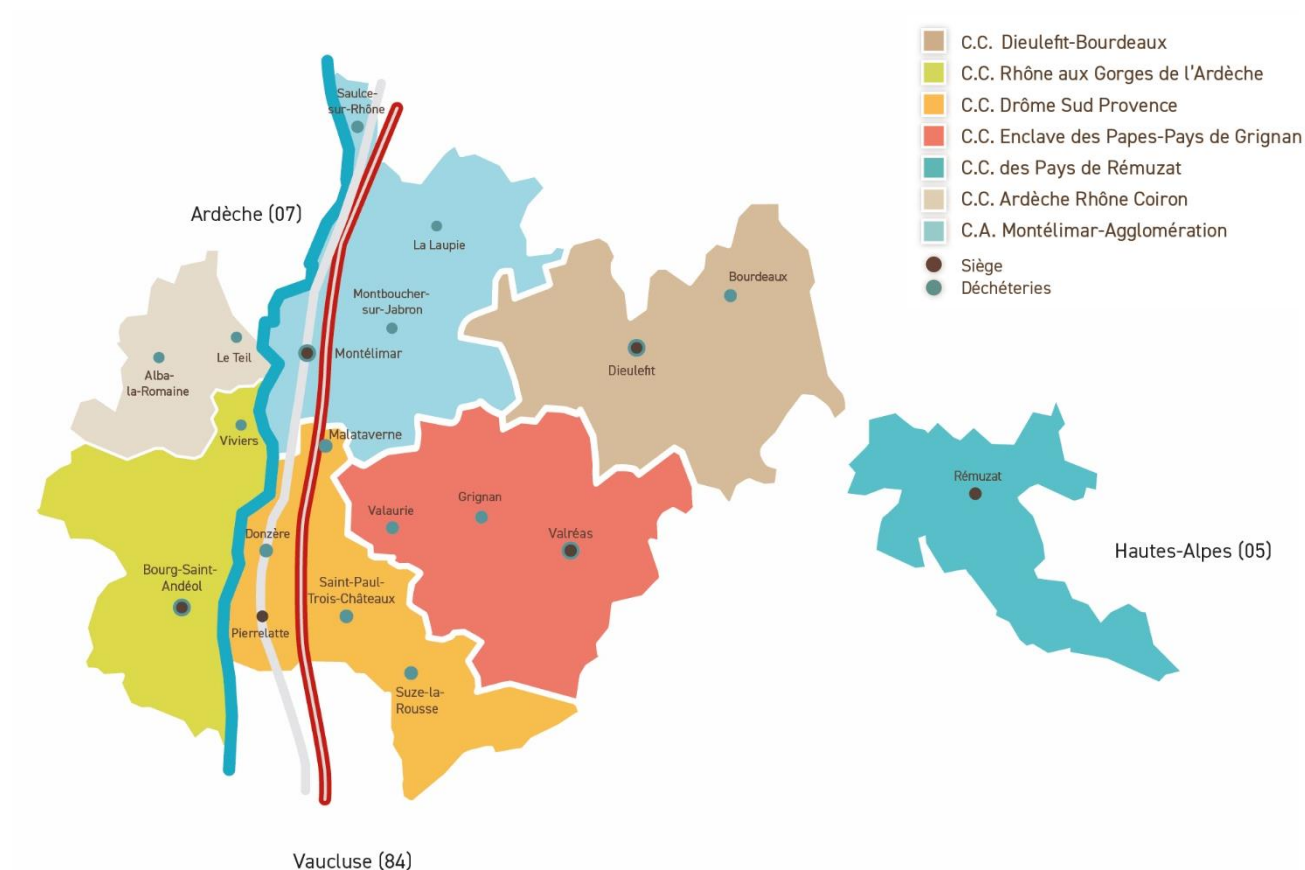 C.C. Dieulefit-Bourdeaux
C.C. Rhône aux Gorges de l'Ardèche
C.C. Drôme Sud Provence
C.C. Enclave des Papes-Pays de Grignan
C.C. des Pays de Rémuzat
C.C. Ardèche Rhône Coiron
C.A. Montélimar-Agglomération
Siège
Déchéteries
Saulce-
sur-Rhône
Ardèche (07)
La Laupie
Bourdeaux
Montboucher-
sur-Jabron
Le Teil
Montélimar
Alba-
la-Romaine
Dieulefit
Viviers
Malataverne
Rémuzat
Grignan
Valaurie
Valréas
Donzère
Hautes-Alpes (05)
Bourg-Saint-
Andéol
Saint-Paul-
Trois-Châteaux
Pierrelatte
Suze-la-
Rousse
Vaucluse (84)